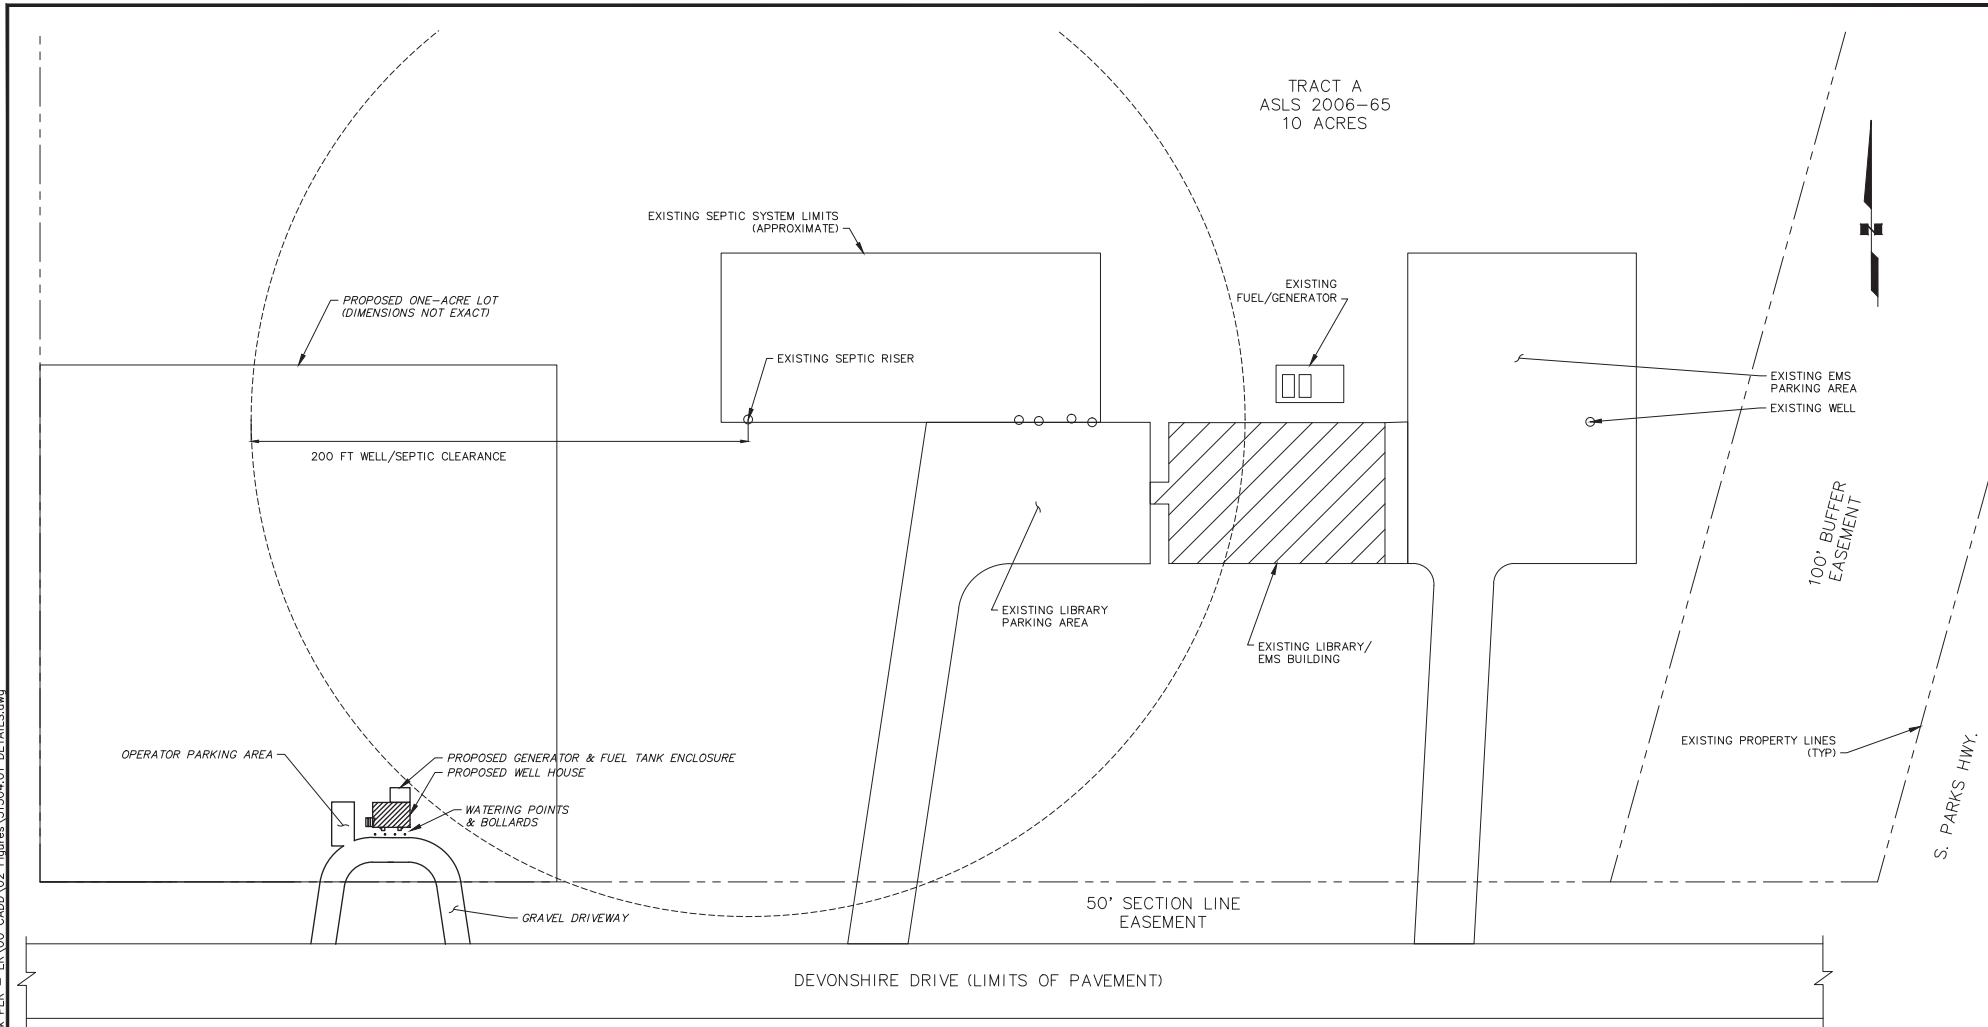 TRACT A
ASLS 2006-65
10 ACRES
EXISTING SEPTIC SYSTEM LIMITS
(APPROXIMATE)
EXISTING
FUEL/GENERATOR
PROPOSED ONE-ACRE LOT
(DIMENSIONS NOT EXACT)
EXISTING SEPTIC RISER
EXISTING EMS
PARKING AREA
EXISTING WELL
200 FT WELL/SEPTIC CLEARANCE
N
100' BUFFER
EASEMENT
EXISTING LIBRARY
PARKING AREA
EXISTING LIBRARY/
EMS BUILDING
OPERATOR PARKING AREA
PROPOSED GENERATOR & FUEL TANK ENCLOSURE
PROPOSED WELL HOUSE
WATERING POINTS
& BOLLARDS
EXISTING PROPERTY LINES
(TYP)
S. PARKS HWY.
GRAVEL DRIVEWAY
50' SECTION LINE
EASEMENT
DEVONSHIRE DRIVE (LIMITS OF PAVEMENT)